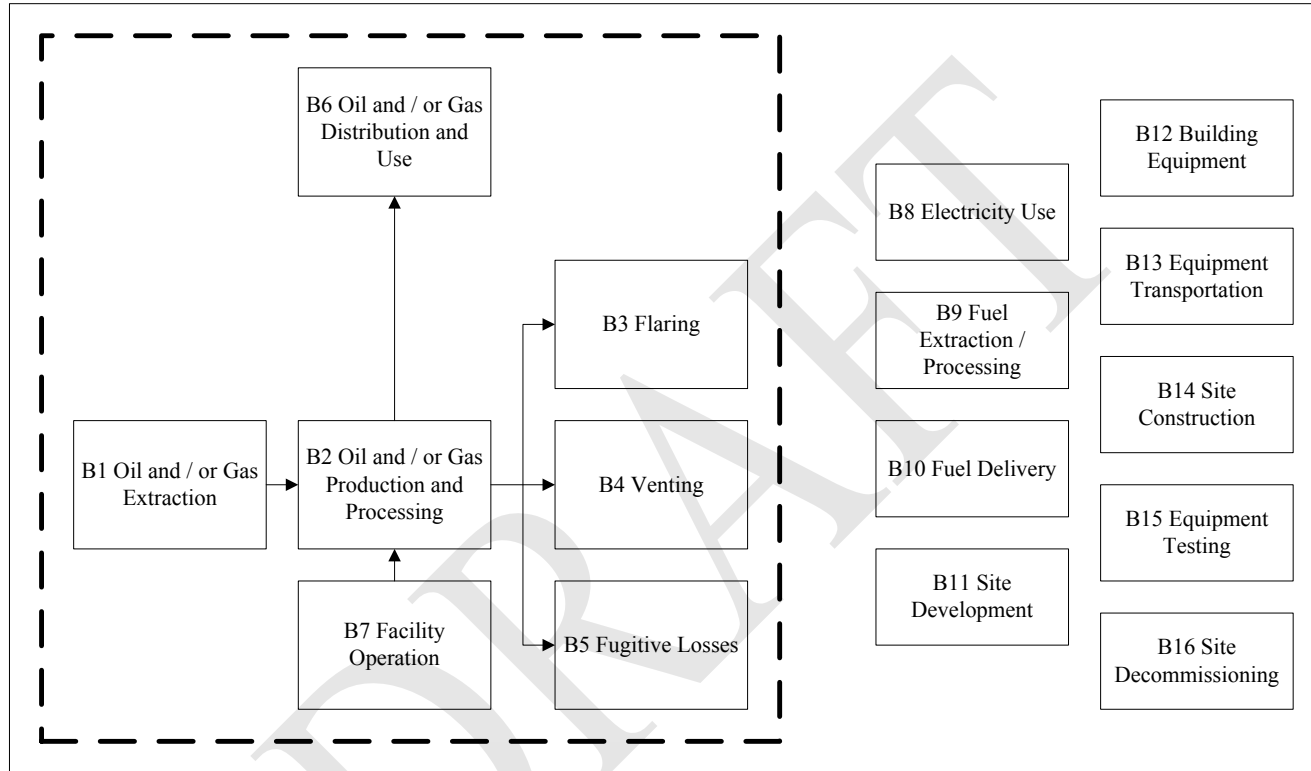 B6 Oil and / or Gas
Distribution and
Use
B3 Flaring
B1 Oil and / or Gas
Extraction
B2 Oil and / or Gas
Production and
Processing
B4 Venting
B7 Facility
Operation
B5 Fugitive Losses
B8 Electricity Use
B9 Fuel
Extraction /
Processing
B10 Fuel Delivery
B11 Site
Development
B12 Building
Equipment
B13 Equipment
Transportation
B14 Site
Construction
B15 Equipment
Testing
B16 Site
Decommissioning
DRAFT